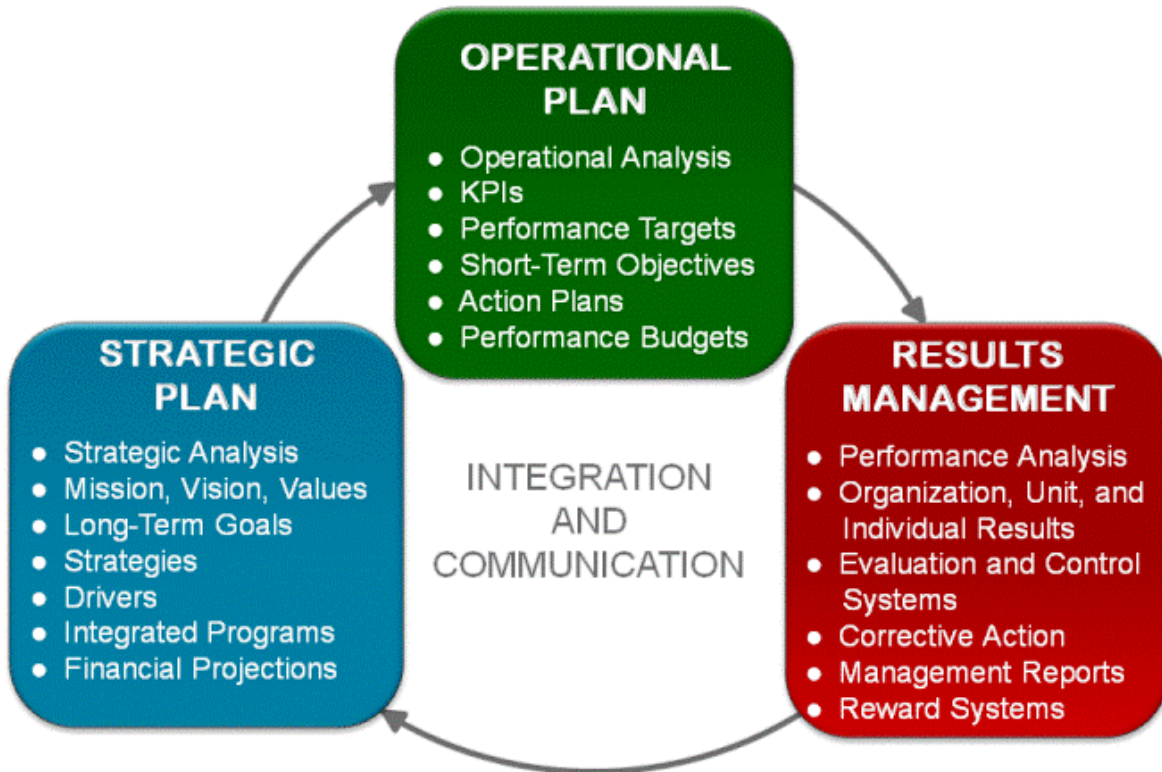 OPERATIONAL
PLAN
● Operational Analysis
● KPIs
● Performance Targets
● Short-Term Objectives
● Action Plans
● Performance Budgets
STRATEGIC
PLAN
● Strategic Analysis
● Mission, Vision, Values
● Long-Term Goals
● Strategies
● Drivers
● Integrated Programs
● Financial Projections
INTEGRATION
AND
COMMUNICATION
RESULTS
MANAGEMENT
● Performance Analysis
● Organization, Unit, and
Individual Results
● Evaluation and Control
Systems
● Corrective Action
● Management Reports
● Reward Systems